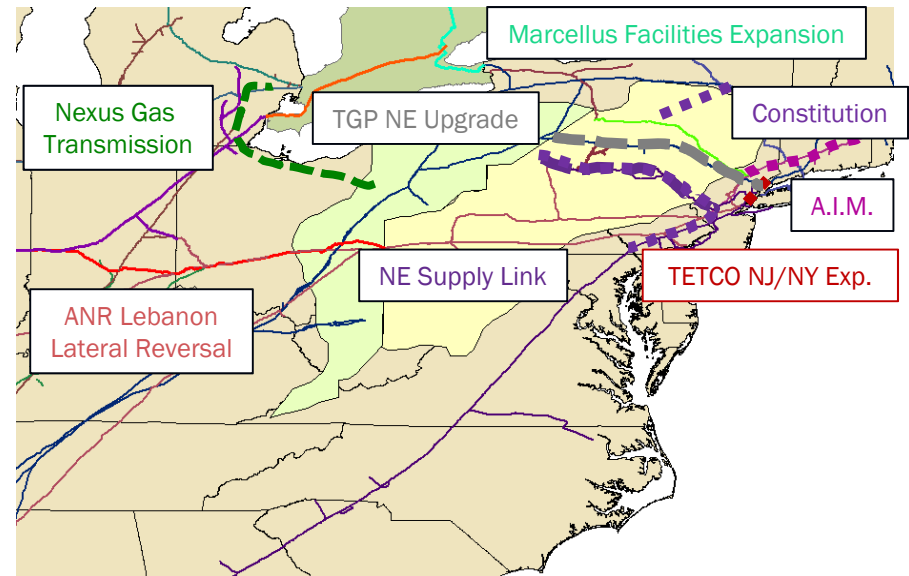 Marcellus Facilities Expansion
Nexus Gas
Transmission
TGP NE Upgrade
Constitution
A.I.M.
NE Supply Link
TETCO NJ/NY Exp.
ANR Lebanon
Lateral Reversal